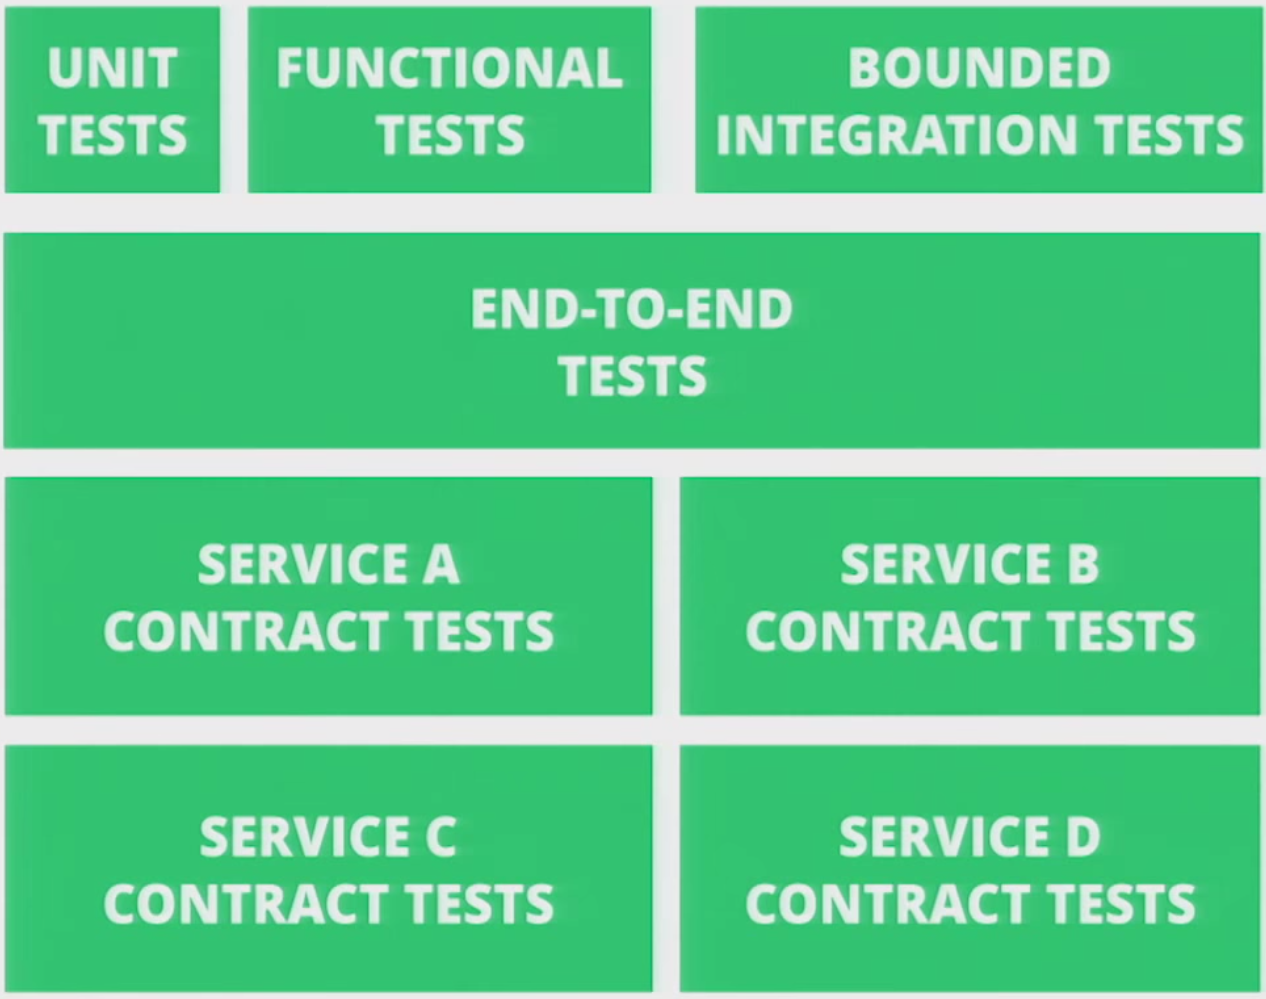 UNIT
TESTS
FUNCTIONAL
TESTS
BOUNDED
INTEGRATION TESTS
END-TO-END
TESTS
SERVICE A
CONTRACT TESTS
SERVICE B
CONTRACT TESTS
SERVICE C
CONTRACT TESTS
SERVICE D
CONTRACT TESTS